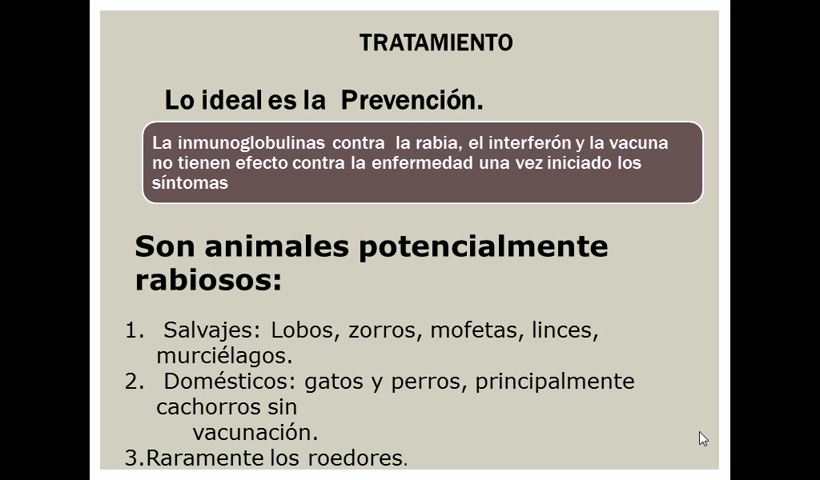 TRATAMIENTO
Lo ideal es la Prevención.
La inmunoglobulinas contra la rabia, el interferón y la vacuna
no tienen efecto contra la enfermedad una vez iniciado los
síntomas
Son animales potencialmente
rabiosos:
1. Salvajes: Lobos, zorros, mofetas, linces,
murciélagos.
2. Domésticos: gatos y perros, principalmente
cachorros sin
vacunación.
3.Raramente los roedores.